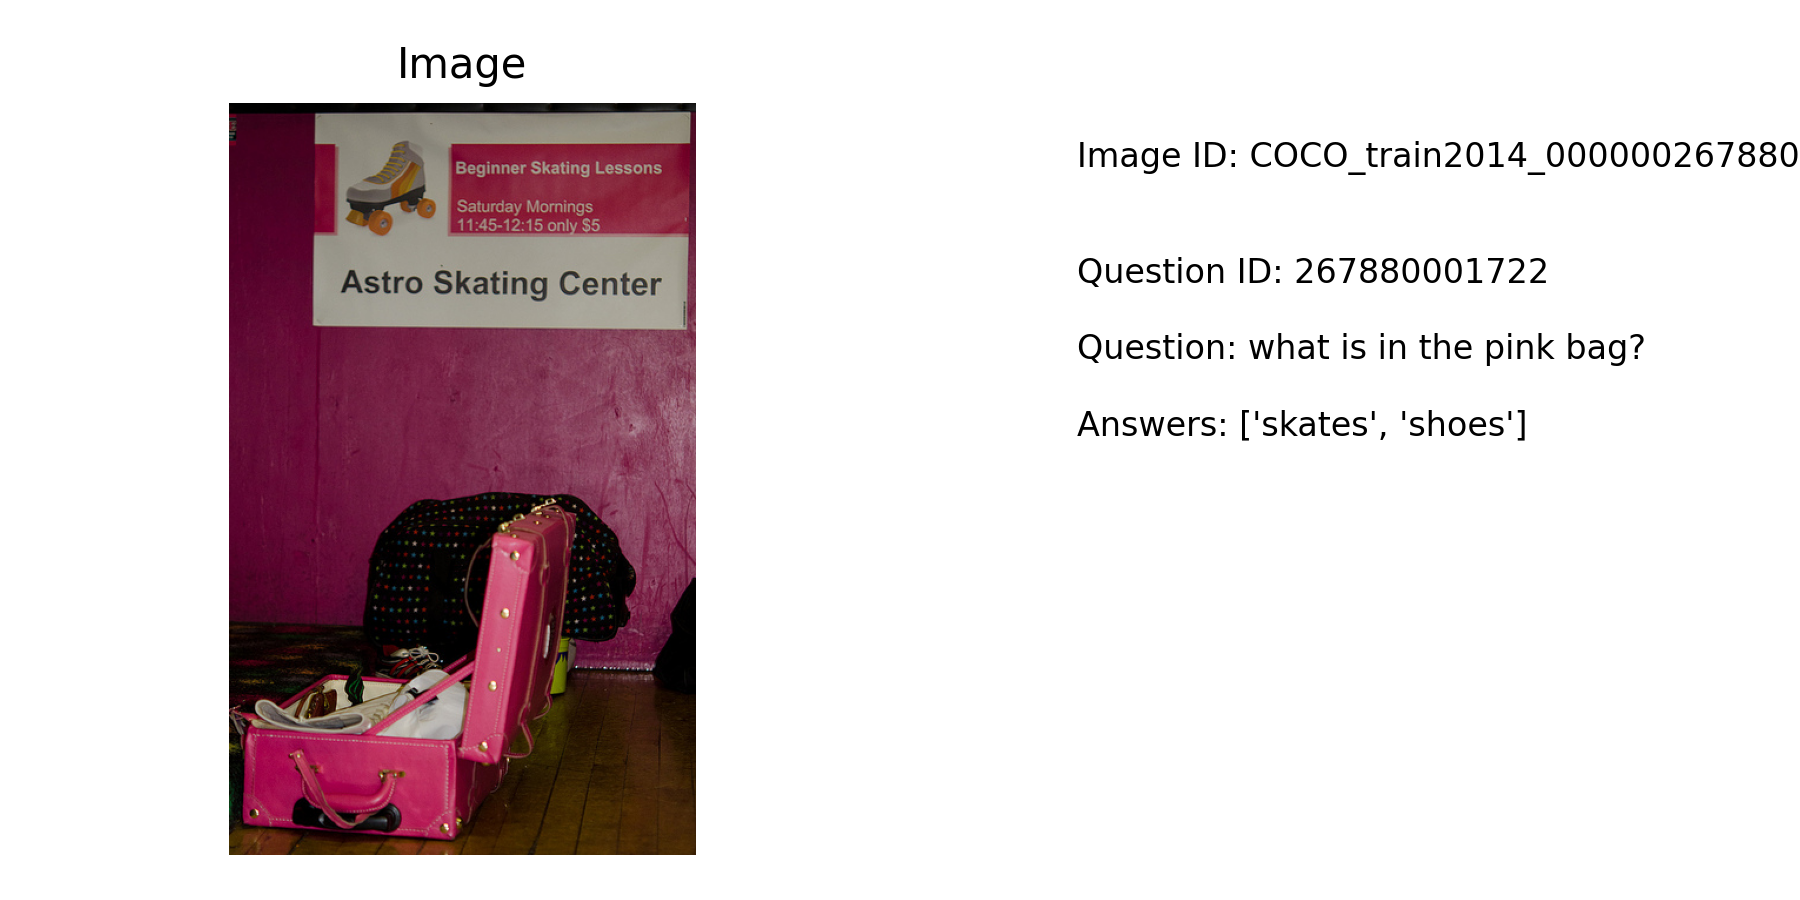 Image
Beginner Skating Lessons
Saturday Mornings
11:45-12:15 only $5
Astro Skating Center
Image ID: COCO_train2014_000000267880
Question ID: 267880001722
Question: what is in the pink bag?
Answers: ['skates', 'shoes']